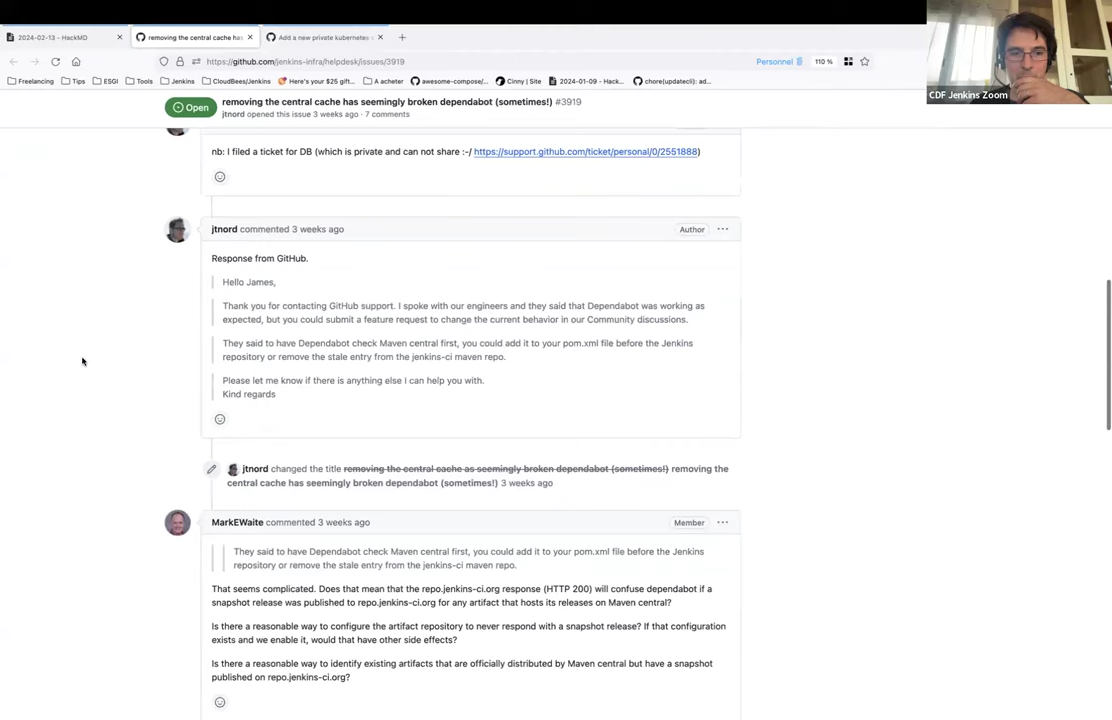 2024-02-13 - HackMD
removing the central cache has
Add a new private kubernetes
https://github.com/jenkins-infra/helpdesk/issues/3919
Personnel
110 %
Freelancing
Tips
ESGI
Tools
Jenkins
CloudBees/Jenkins
Here's your $25 gift...
A acheter
awesome-compose/...
Cinny | Site
2024-01-09 - Hack...
chore(updatecli): ad...
CDF Jenkins Zoom
Open
removing the central cache has seemingly broken dependabot (sometimes!) #3919
jtnord opened this issue 3 weeks ago · 7 comments
nb: I filed a ticket for DB (which is private and can not share :-/ https://support.github.com/ticket/personal/0/2551888)
jtnord commented 3 weeks ago
Author
Response from GitHub.
Hello James,
Thank you for contacting GitHub support. I spoke with our engineers and they said that Dependabot was working as
expected, but you could submit a feature request to change the current behavior in our Community discussions.
They said to have Dependabot check Maven central first, you could add it to your pom.xml file before the Jenkins
repository or remove the stale entry from the jenkins-ci maven repo.
Please let me know if there is anything else I can help you with.
Kind regards
jtnord changed the title removing the central cache as seemingly broken dependabot (sometimes!) removing the
central cache has seemingly broken dependabot (sometimes!) 3 weeks ago
MarkEWaite commented 3 weeks ago
Member
They said to have Dependabot check Maven central first, you could add it to your pom.xml file before the Jenkins
repository or remove the stale entry from the jenkins-ci maven repo.
That seems complicated. Does that mean that the repo.jenkins-ci.org response (HTTP 200) will confuse dependabot if a
snapshot release was published to repo.jenkins-ci.org for any artifact that hosts its releases on Maven central?
Is there a reasonable way to configure the artifact repository to never respond with a snapshot release? If that configuration
exists and we enable it, would that have other side effects?
Is there a reasonable way to identify existing artifacts that are officially distributed by Maven central but have a snapshot
published on repo.jenkins-ci.org?